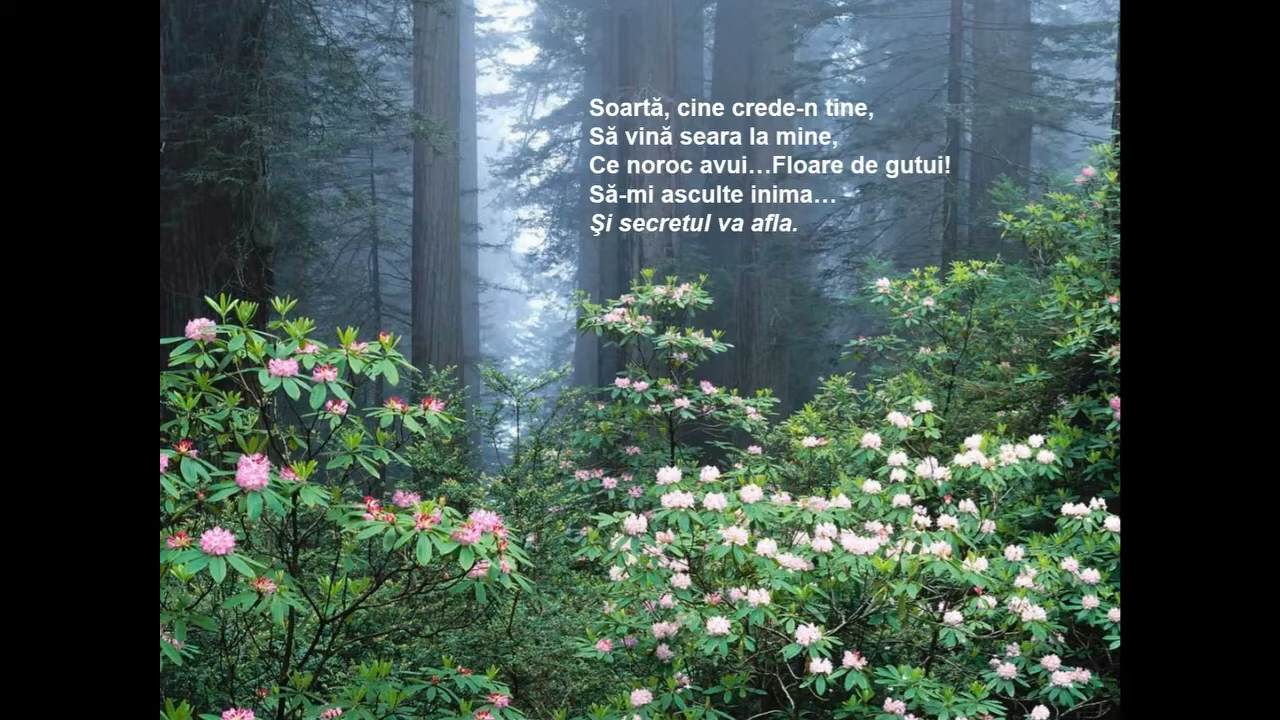 Soartă, cine crede-n tine,
Să vină seara la mine,
Ce noroc avui…Floare de gutui!
Să-mi asculte inima…
Şi secretul va afla.